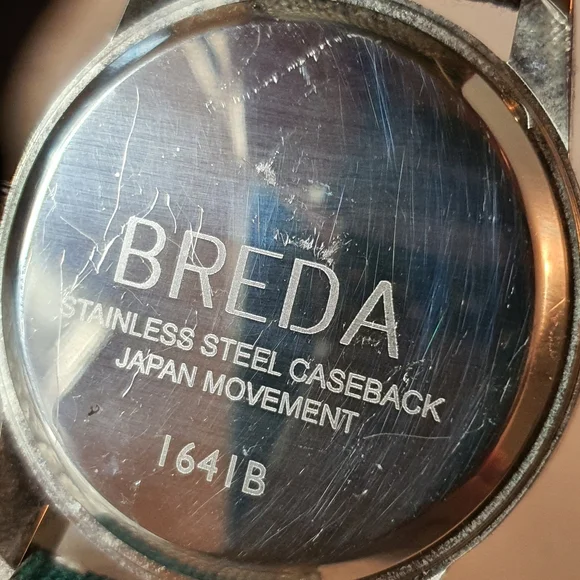 BREDA
STAINLESS STEEL CASEBACK
JAPAN MOVEMENT
1641B